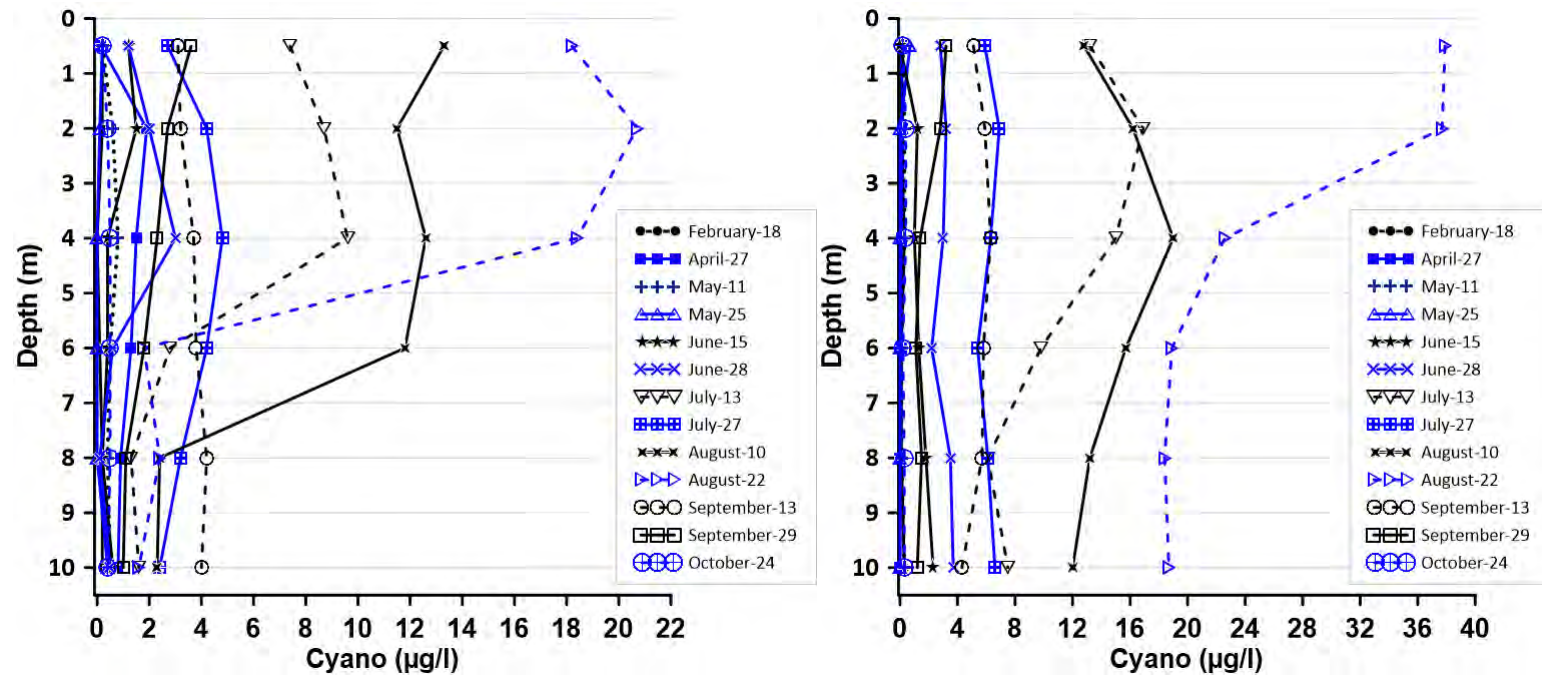 0
1
2
3
4
5
6
7
8
9
10
Depth (m)
0 2 4 6 8 10 12 14 16 18 20 22
Cyano (µg/l)
February-18
April-27
May-11
May-25
June-15
June-28
July-13
July-27
August-10
August-22
September-13
September-29
October-24
0
1
2
3
4
5
6
7
8
9
10
Depth (m)
0 4 8 12 16 20 24 28 32 36 40
Cyano (µg/l)
February-18
April-27
May-11
May-25
June-15
June-28
July-13
July-27
August-10
August-22
September-13
September-29
October-24